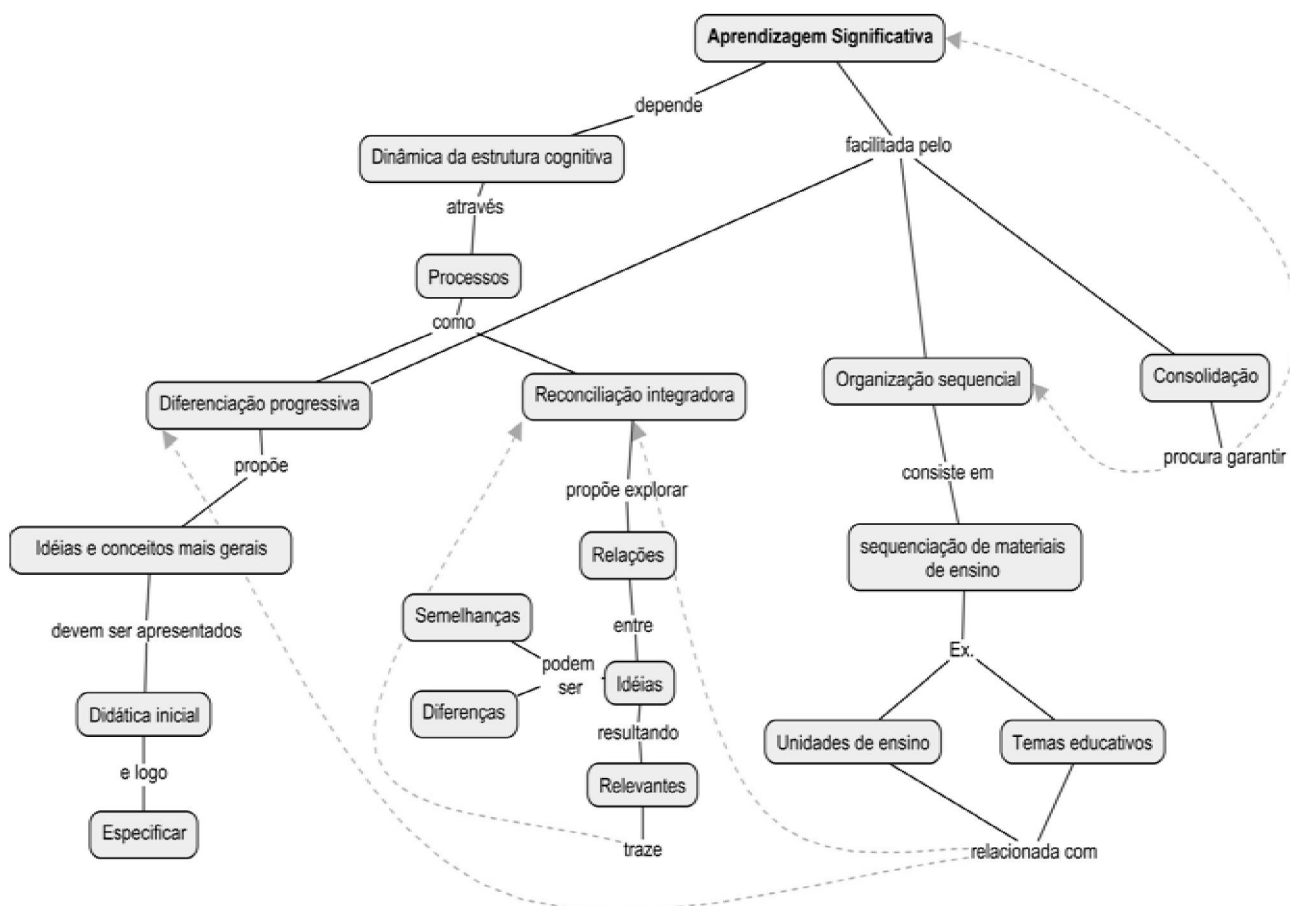 Aprendizagem Significativa
depende
facilitada pelo
Dinâmica da estrutura cognitiva
através
Processos
como
Diferenciação progressiva
Reconciliação integradora
Organização sequencial
Consolidação
propõe
propõe explorar
consiste em
procura garantir
Idéias e conceitos mais gerais
Relações
sequenciação de materiais
de ensino
devem ser apresentados
Semelhanças
entre
podem
ser
Idéias
Ex.
Didática inicial
Diferenças
resultando
Unidades de ensino
Temas educativos
e logo
Relevantes
Especificar
traze
relacionada com